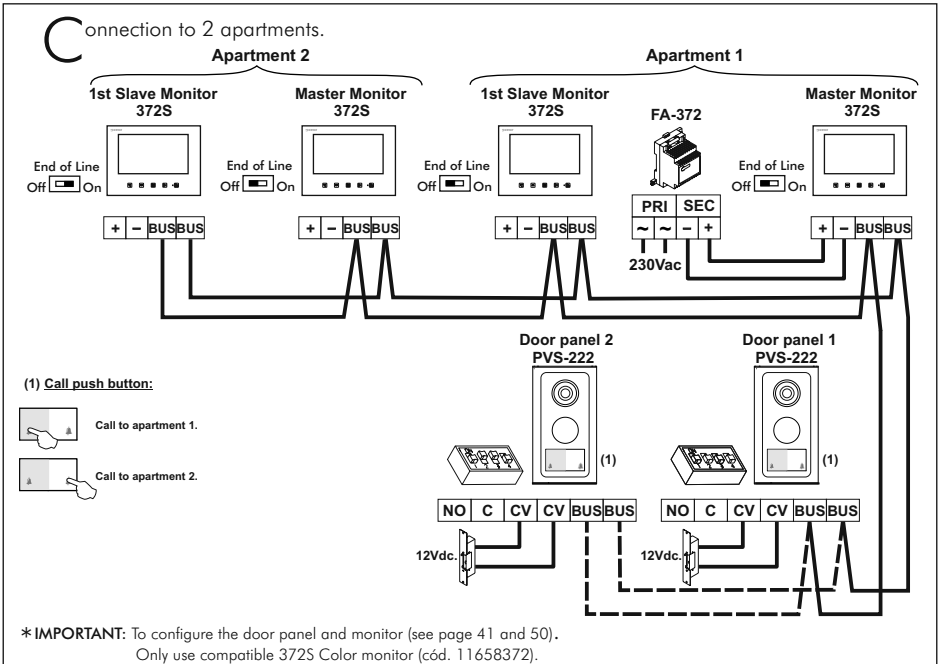 Connection to 2 apartments.
Apartment 2
Apartment 1
1st Slave Monitor
372S
Master Monitor
372S
1st Slave Monitor
372S
FA-372
Master Monitor
372S
End of Line
Off On
End of Line
Off On
End of Line
Off On
End of Line
Off On
PRI SEC
~ ~ - +
230Vac
+ - BUS BUS
+ - BUS BUS
+ - BUS BUS
+ - BUS BUS
Door panel 2
PVS-222
Door panel 1
PVS-222
(1) Call push button:
Call to apartment 1.
Call to apartment 2.
(1)
(1)
NO C CV CV BUS BUS
NO C CV CV BUS BUS
12Vdc.
12Vdc.
*IMPORTANT: To configure the door panel and monitor (see page 41 and 50).
Only use compatible 372S Color monitor (cód. 11658372).